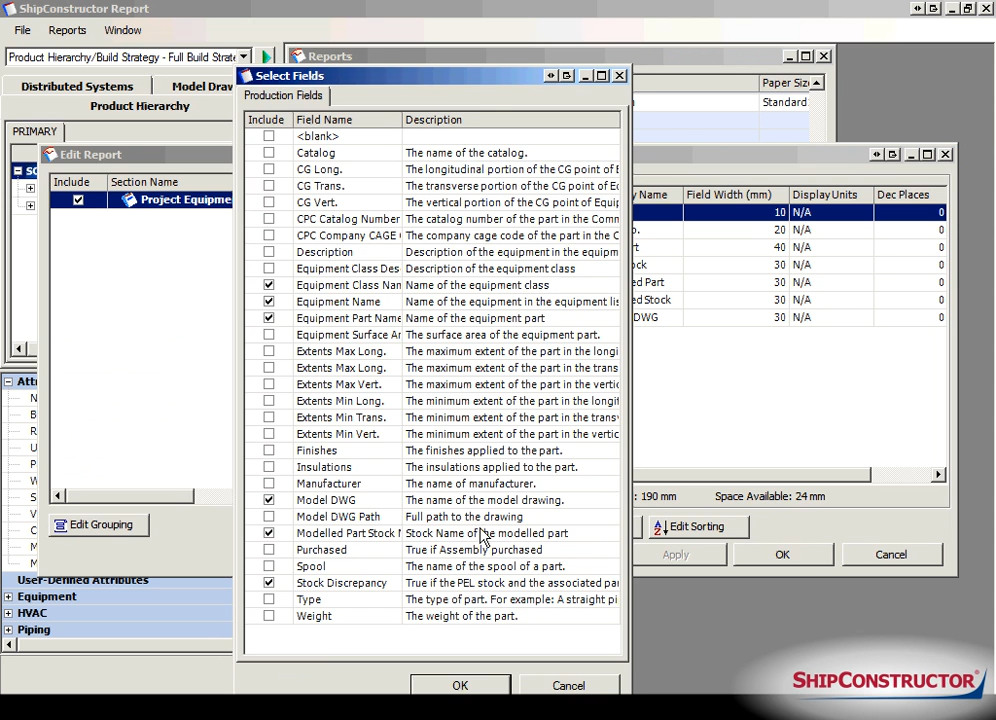 ShipConstructor Report
File Reports Window
Product Hierarchy/Build Strategy - Full Build Strate
Distributed Systems Model Draw
Product Hierarchy
PRIMARY
SC
Edit Report
Include Section Name
Project Equipme
Edit Grouping
Attr
N
B
R
U
P
W
S
V
C
M
M
User-Defined Attributes
Equipment
HVAC
Piping
Reports
Paper Size
Standard
Select Fields
Production Fields
Include Field Name Description
<blank>
Catalog The name of the catalog.
CG Long. The longitudinal portion of the CG point of E
CG Trans. The transverse portion of the CG point of Ec
CG Vert. The vertical portion of the CG point of Equip
CPC Catalog Number The catalog number of the part in the Comm
CPC Company CAGE The company cage code of the part in the C
Description Description of the equipment in the equipm
Equipment Class Des Description of the equipment class
Equipment Class Nam Name of the equipment class
Equipment Name Name of the equipment in the equipment lis
Equipment Part Name Name of the equipment part
Equipment Surface Ar The surface area of the equipment part.
Extents Max Long. The maximum extent of the part in the longi
Extents Max Long. The maximum extent of the part in the trans
Extents Max Vert. The maximum extent of the part in the vertic
Extents Min Long. The minimum extent of the part in the longit
Extents Min Trans. The minimum extent of the part in the transv
Extents Min Vert. The minimum extent of the part in the vertic
Finishes The finishes applied to the part.
Insulations The insulations applied to the part.
Manufacturer The name of manufacturer.
Model DWG The name of the model drawing.
Model DWG Path Full path to the drawing
Modelled Part Stock N Stock Name of the modelled part
Purchased True if Assembly purchased
Spool The name of the spool of a part.
Stock Discrepancy True if the PEL stock and the associated par
Type The type of part. For example: A straight pi
Weight The weight of the part.
OK Cancel
y Name Field Width (mm) Display Units Dec Places
10 N/A 0
o. 20 N/A 0
rt 40 N/A 0
ock 30 N/A 0
ed Part 30 N/A 0
ed Stock 30 N/A 0
DWG 30 N/A 0
: 190 mm Space Available: 24 mm
Edit Sorting
Apply OK Cancel
SHIPCONSTRUCTOR